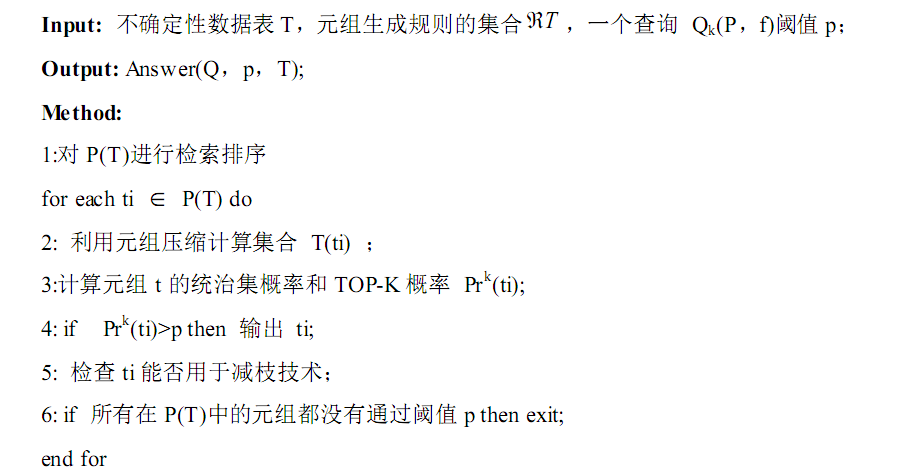 Input: 不确定性数据表 T，元组生成规则的集合 ℜT ，一个查询 Qk(P，f)阈值 p；
Output: Answer(Q，p，T);
Method:
1:对 P(T)进行检索排序
for each ti ∈ P(T) do
2: 利用元组压缩计算集合 T(ti) ；
3:计算元组 t 的统治集概率和 TOP-K 概率 Prk(ti);
4: if Prk(ti)>p then 输出 ti;
5: 检查 ti 能否用于减枝技术；
6: if 所有在 P(T)中的元组都没有通过阈值 p then exit;
end for